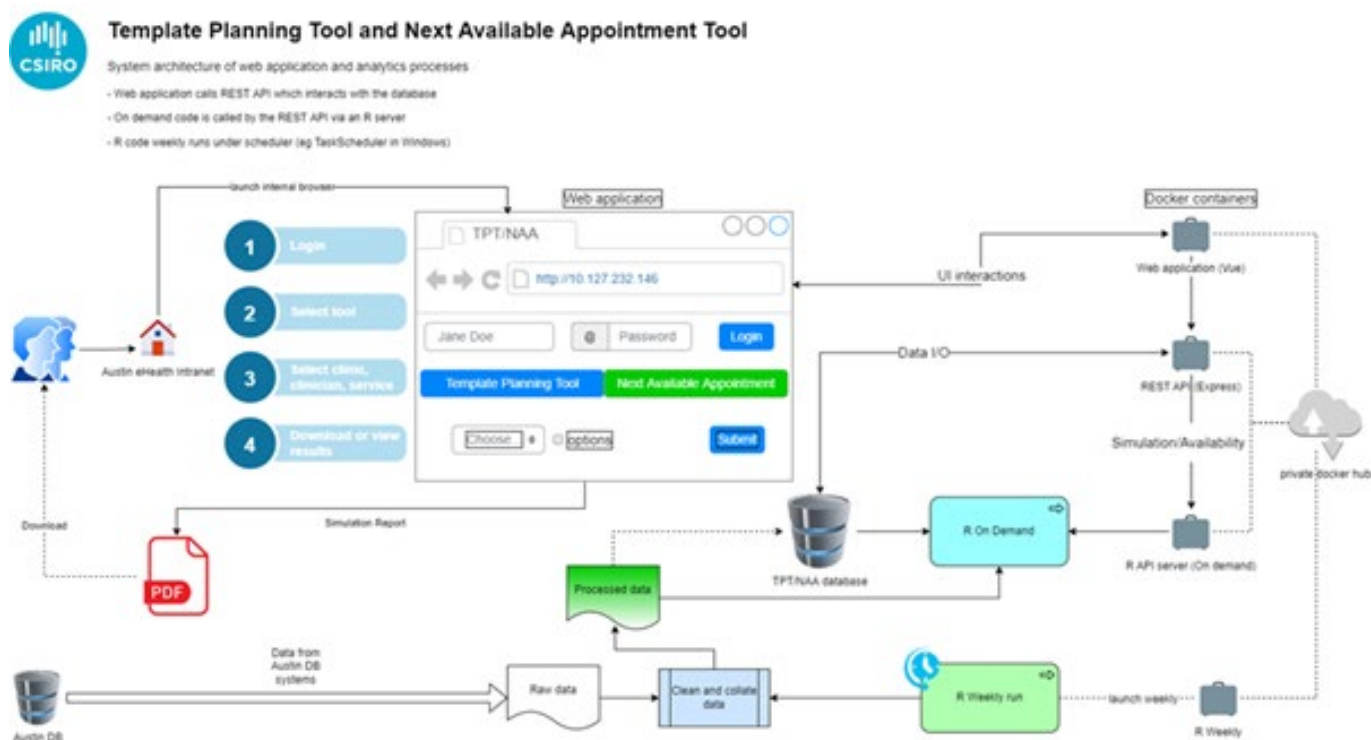 CSIRO
Template Planning Tool and Next Available Appointment Tool
System architecture of web application and analytics processes
- Web application calls REST API which interacts with the database
- On demand code is called by the REST API via an R server
- R code weekly runs under scheduler (eg TaskScheduler in Windows)
launch internal browser
Web application
Docker containers
1
Login
2
Select tool
3
Select clinic,
clinician, service
4
Download or view
results
TPT/NAA
http://10.127.232.146
Jane Doe
@
Password
Login
Template Planning Tool
Next Available Appointment
Choose
options
Submit
Austin eHealth Intranet
UI interactions
Web application (Vue)
Data I/O
REST API (Express)
Simulation/Availability
private docker hub
Download
Simulation Report
PDF
R On Demand
R API server (On demand)
TPT/NAA database
Processed data
Data from
Austin DB
systems
Raw data
Clean and collate
data
R Weekly run
launch weekly
R Weekly
Austin DB